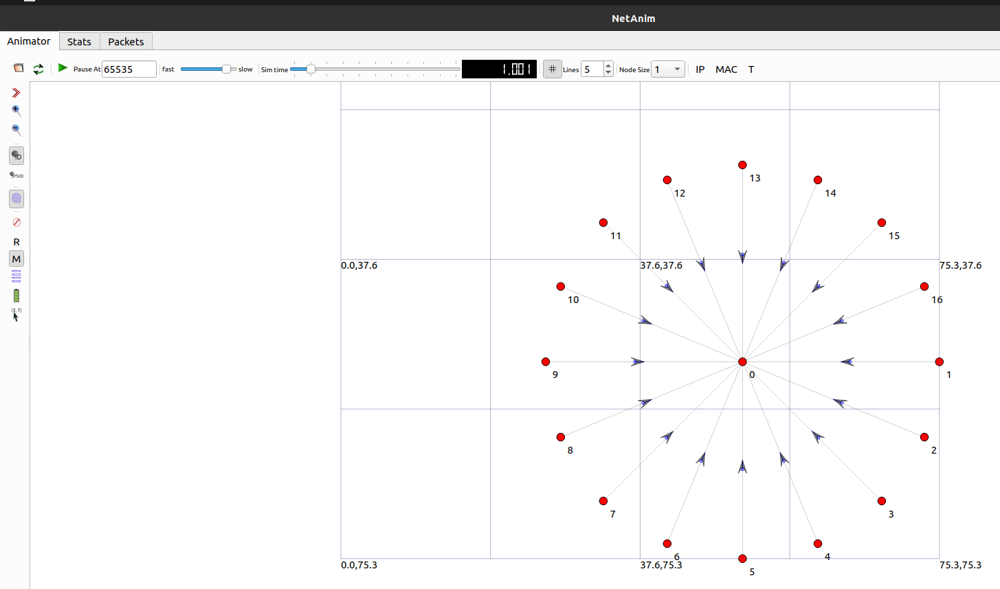 NetAnim
Animator Stats Packets
Pause At 65535 fast slow Sim time 1.001 # Lines 5 Node Size 1 IP MAC T
ID
SYSID
R
M
(X, Y)
13
12
14
11
15
0.0,37.6
37.6,37.6
75.3,37.6
10
16
9
0
1
8
2
7
3
6
4
0.0,75.3
37.6,75.3
75.3,75.3
5